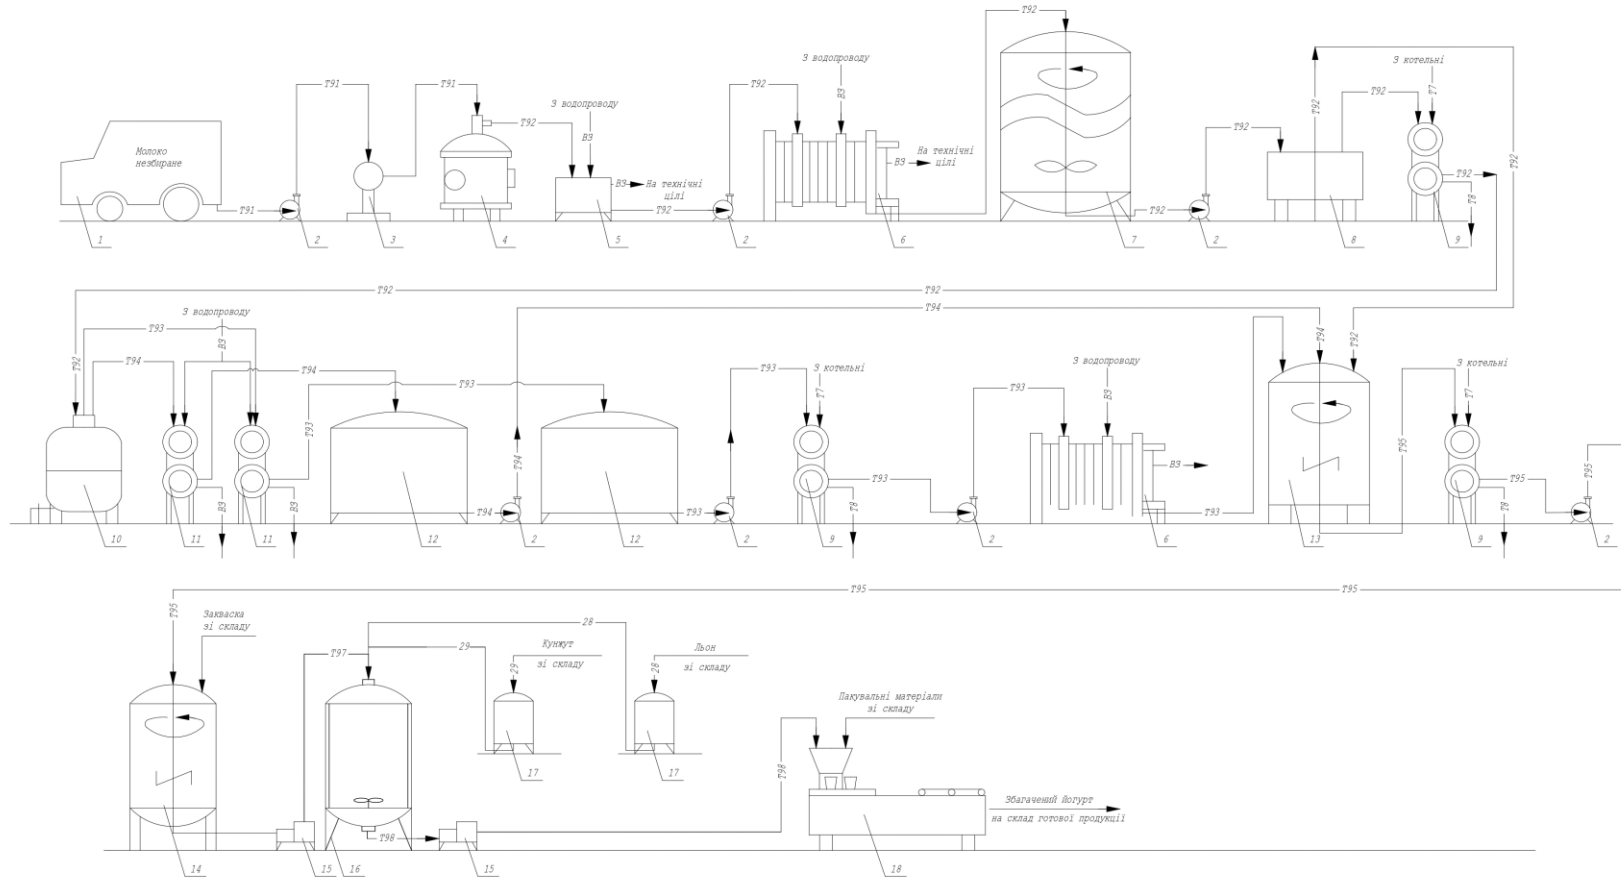 Т92
З водопроводу
З котельні
Т91
Т91
Т92
Т92
Т92
В3
Т7
З водопроводу
Т92
Т92
Т92
В3
Молоко
незбиране
На технічні
цілі
В3
Т92
В3
На технічні
цілі
Т91
Т92
Т92
Т8
1
2
3
4
5
2
6
7
2
8
9
Т92
Т92
З водопроводу
Т94
Т93
В3
Т92
Т94
Т92
Т94
Т94
Т93
Т93
З котельні
Т7
З водопроводу
Т93
В3
З котельні
Т7
Т93
Т95
Т94
В3
Т93
Т95
Т95
В3
В3
Т94
Т93
Т8
Т93
Т8
10
11
11
12
2
12
2
9
2
6
13
9
2
Т95
Т95
Т95
Закваска
зі складу
28
29
Т97
Кунжут
зі складу
29
Льон
зі складу
28
Пакувальні матеріали
зі складу
Т98
17
17
Збагачений йогурт
на склад готової продукції
Т98
14
15
16
15
18